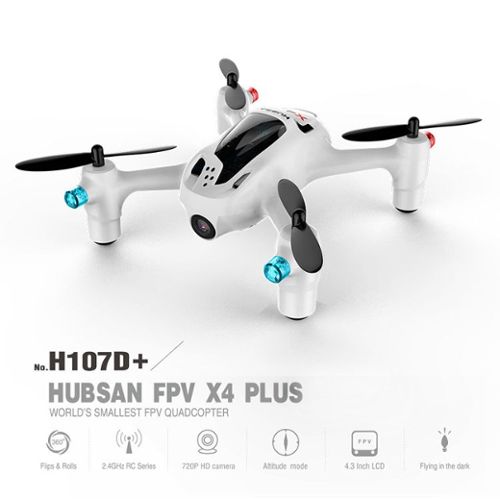 HUBSAN X
No. H107D+
HUBSAN FPV X4 PLUS
WORLD'S SMALLEST FPV QUADCOPTER
360°
FPV
Flips & Rolls
2.4GHz RC Series
720P HD camera
Altitude mode
4.3 Inch LCD
Flying in the dark